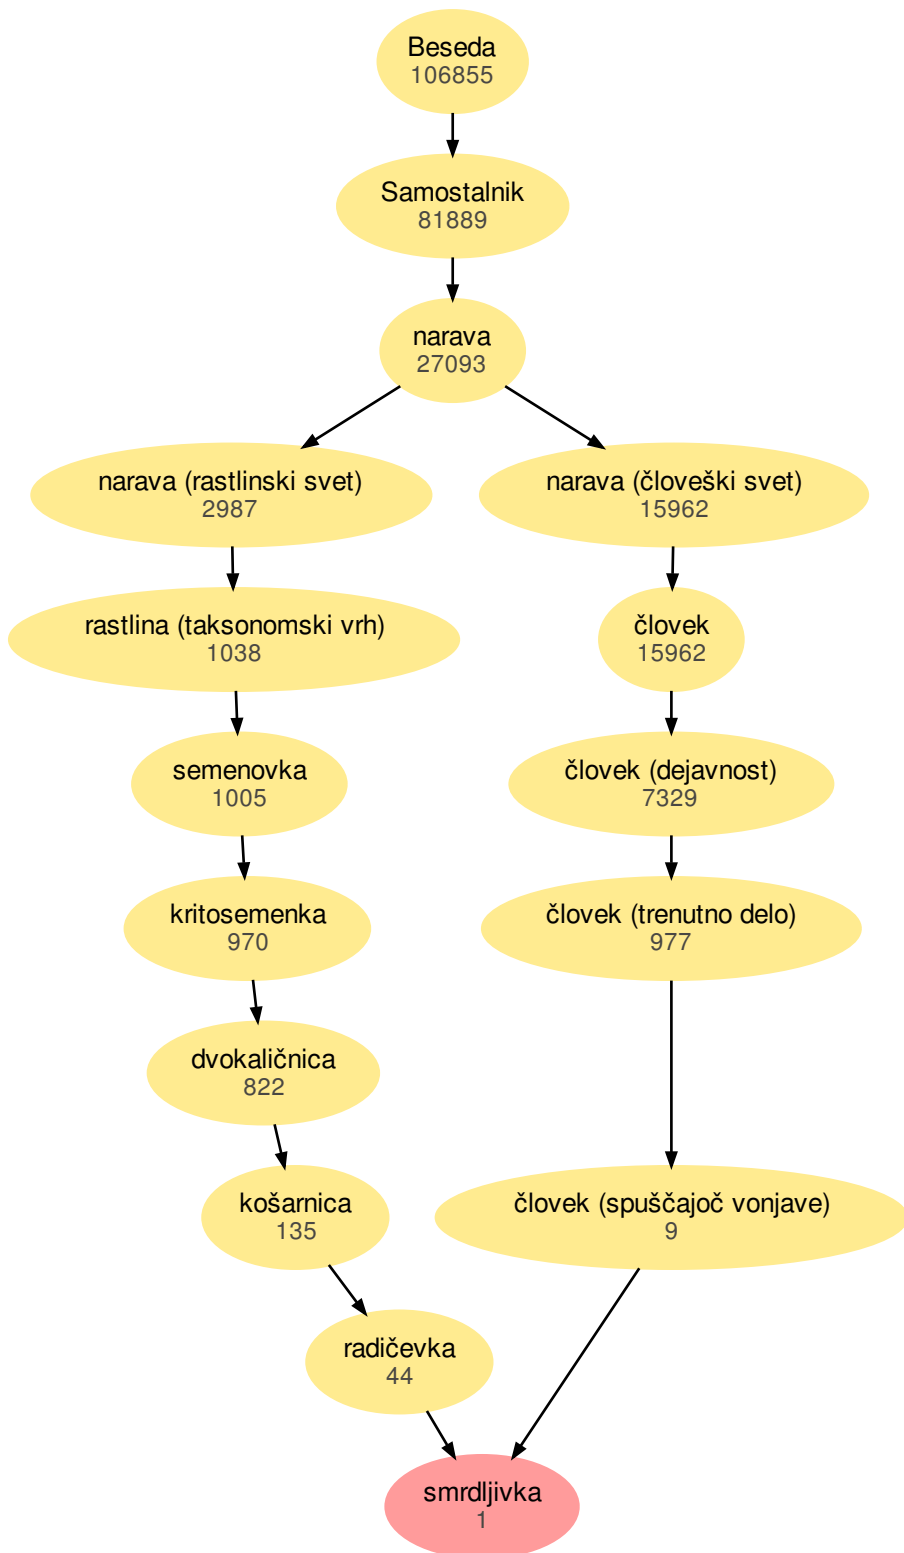 Beseda
106855
Samostalnik
81889
narava
27093
narava (rastlinski svet)
2987
narava (človeški svet)
15962
rastlina (taksonomski vrh)
1038
človek
15962
semenovka
1005
človek (dejavnost)
7329
kritosemenka
970
človek (trenutno delo)
977
dvokaličnica
822
košarnica
135
človek (spuščajoč vonjave)
9
radičevka
44
smrdljivka
1